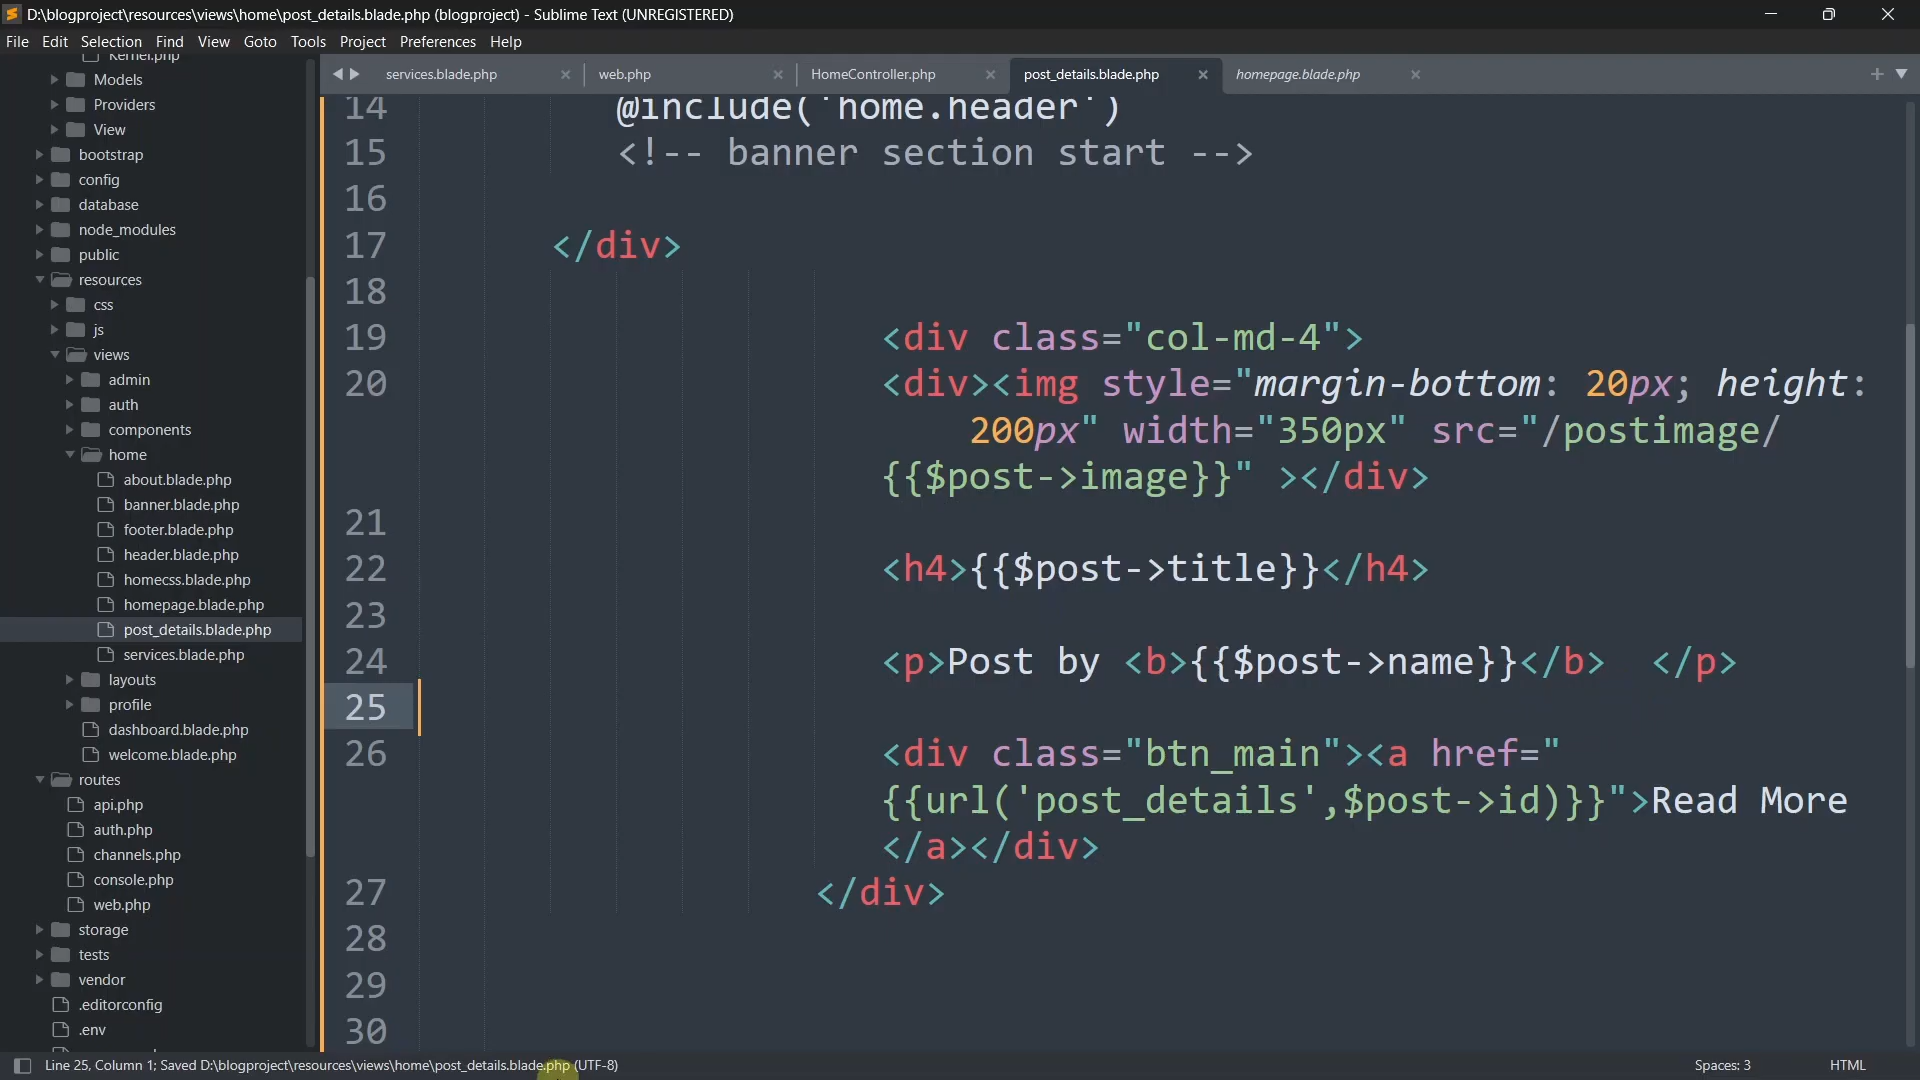 D:\blogproject\resources\views\home\post_details.blade.php (blogproject) - Sublime Text (UNREGISTERED)
File Edit Selection Find View Goto Tools Project Preferences Help
Kernel.php
Models
Providers
View
bootstrap
config
database
node_modules
public
resources
css
js
views
admin
auth
components
home
about.blade.php
banner.blade.php
footer.blade.php
header.blade.php
homecss.blade.php
homepage.blade.php
post_details.blade.php
services.blade.php
layouts
profile
dashboard.blade.php
welcome.blade.php
routes
api.php
auth.php
channels.php
console.php
web.php
storage
tests
vendor
.editorconfig
.env
services.blade.php web.php HomeController.php post_details.blade.php homepage.blade.php
14 @include('home.header')
15 <!-- banner section start -->
16
17 </div>
18
19 <div class="col-md-4">
20 <div><img style="margin-bottom: 20px; height:
200px" width="350px" src="/postimage/
{{$post->image}}" ></div>
21
22 <h4>{{$post->title}}</h4>
23
24 <p>Post by <b>{{$post->name}}</b>  </p>
25
26 <div class="btn_main"><a href="
{{url('post_details',$post->id)}}">Read More
</a></div>
27 </div>
28
29
30
Line 25, Column 1; Saved D:\blogproject\resources\views\home\post_details.blade.php (UTF-8) Spaces: 3 HTML